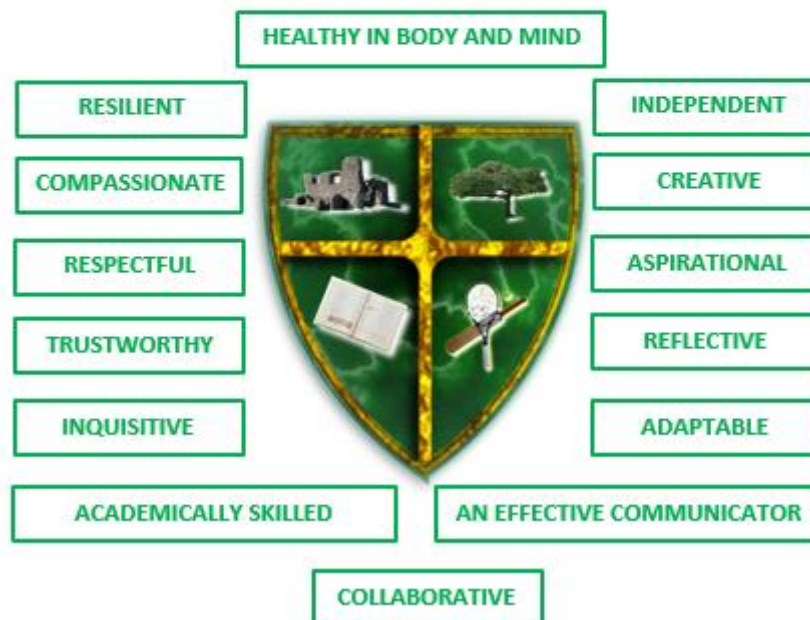 HEALTHY IN BODY AND MIND
RESILIENT
INDEPENDENT
COMPASSIONATE
CREATIVE
RESPECTFUL
ASPIRATIONAL
TRUSTWORTHY
REFLECTIVE
INQUISITIVE
ADAPTABLE
ACADEMICALLY SKILLED
AN EFFECTIVE COMMUNICATOR
COLLABORATIVE